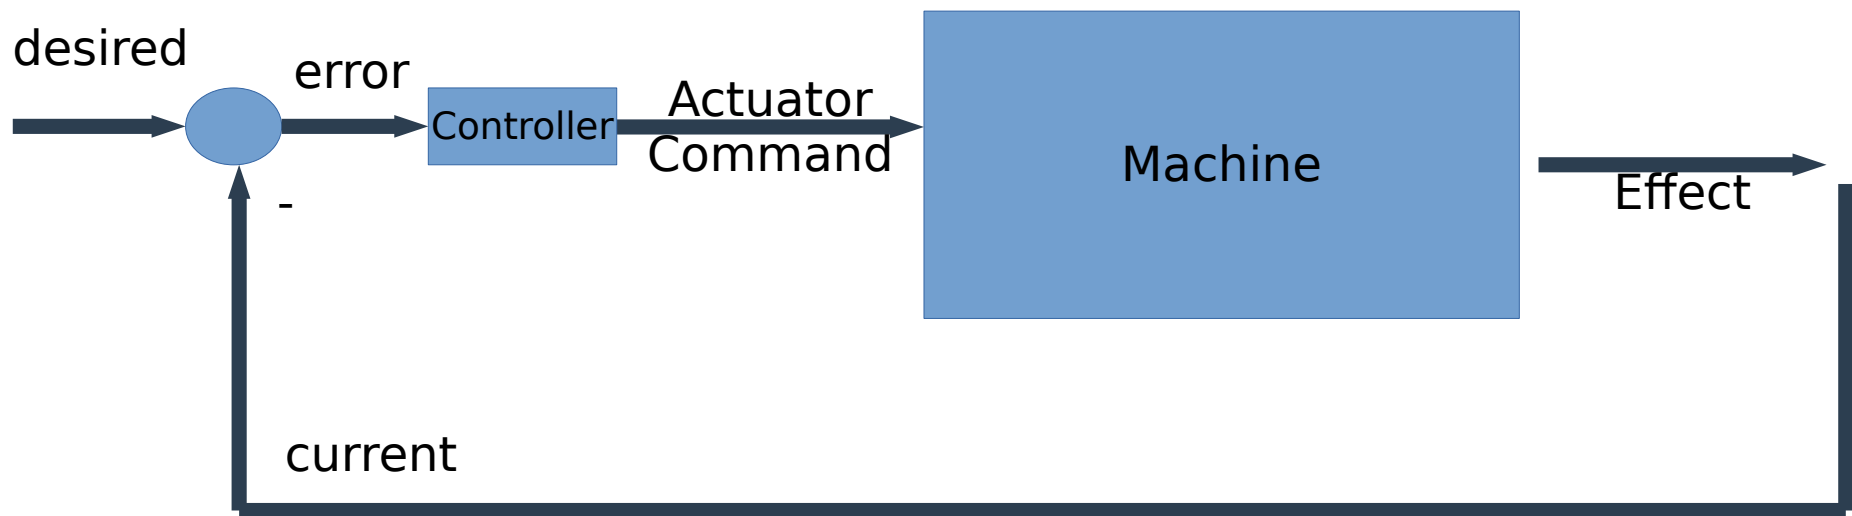 desired
error
Controller
Actuator
Command
Machine
Effect
-
current